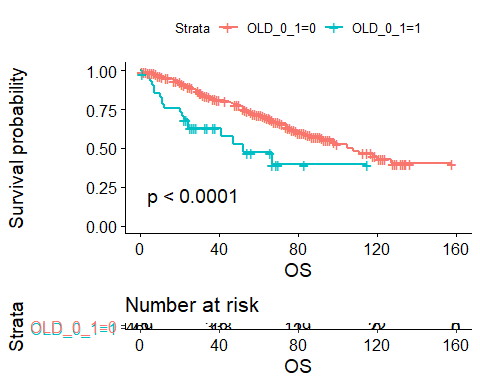 Strata OLD_0_1=0 OLD_0_1=1
Survival probability
1.00
0.75
0.50
0.25
0.00
p < 0.0001
0 40 80 120 160
OS
Number at risk
Strata
0 40 80 120 160
OS